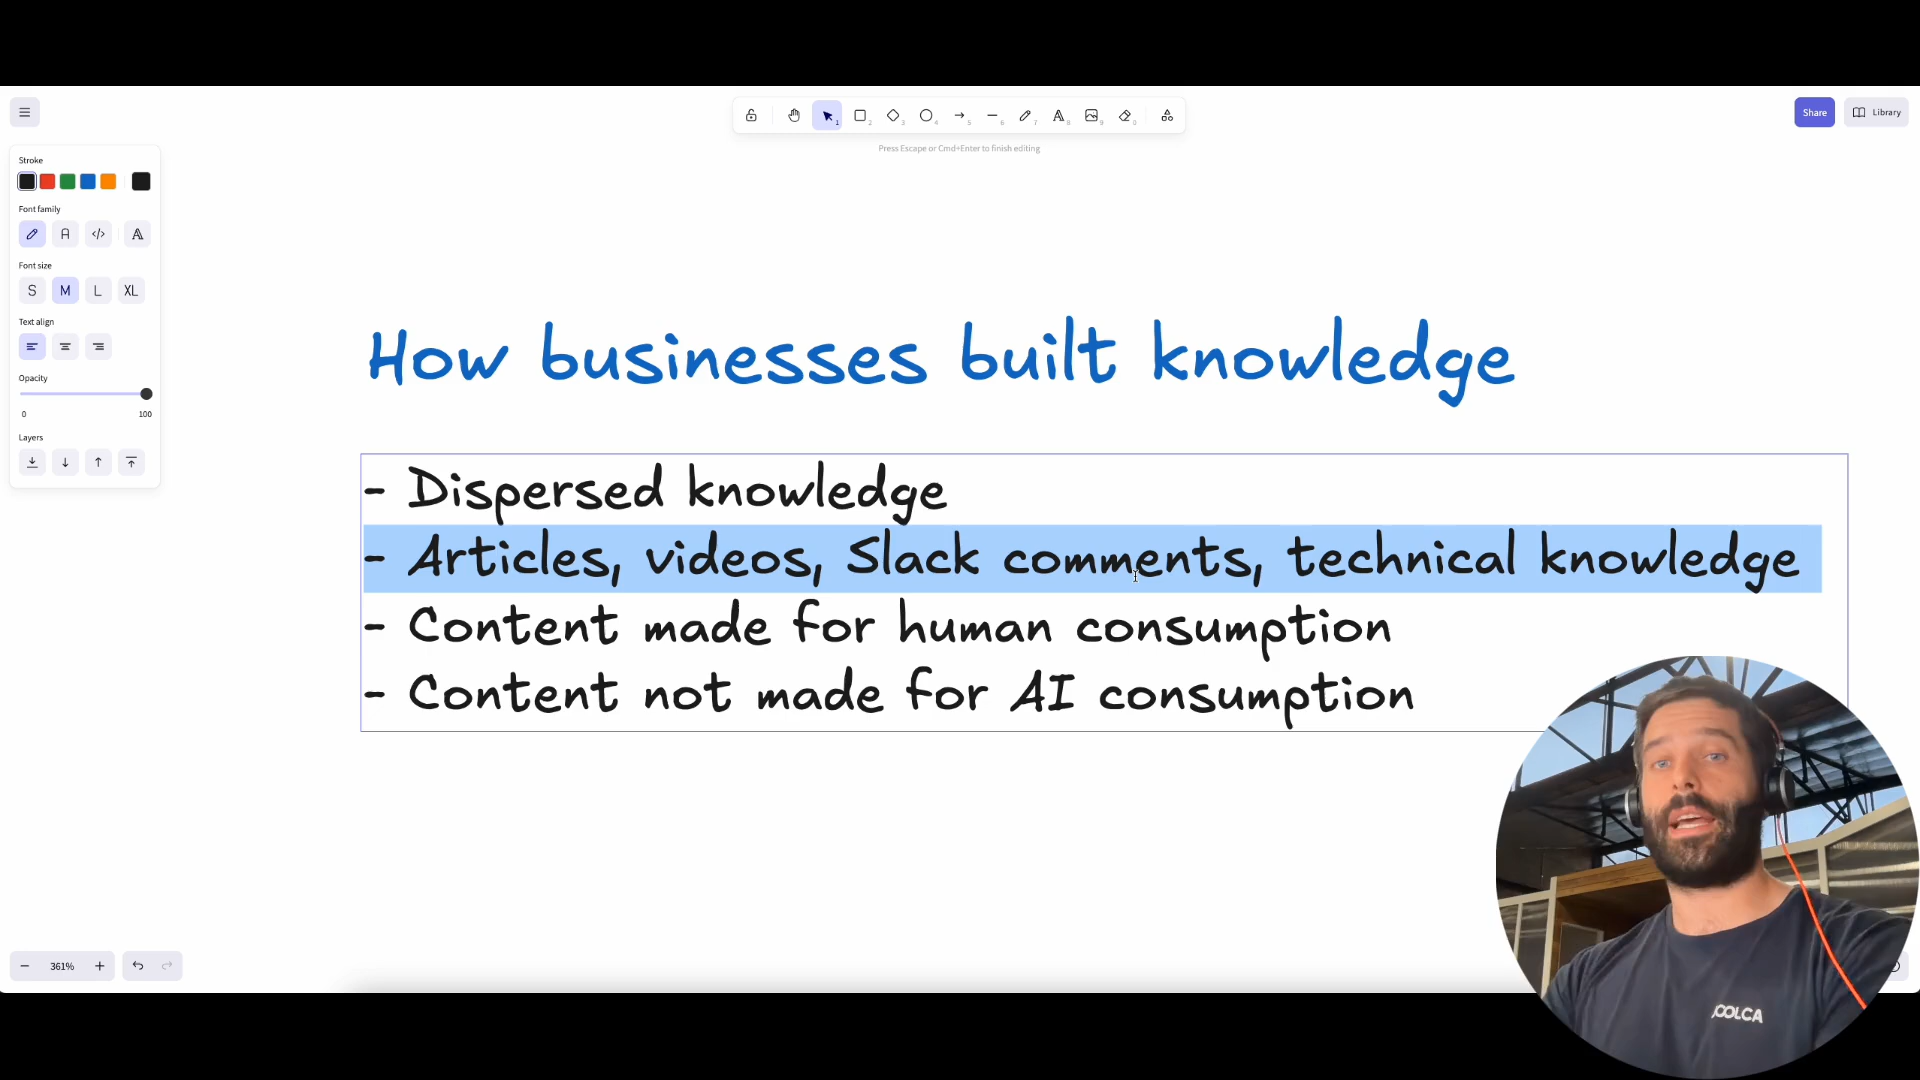 Share
Library
Press Escape or Cmd+Enter to finish editing
Stroke
Font family
Font size
S M L XL
Text align
Opacity
0 100
Layers
How businesses built knowledge
- Dispersed knowledge
- Articles, videos, Slack comments, technical knowledge
- Content made for human consumption
- Content not made for AI consumption
361%
OOLCA